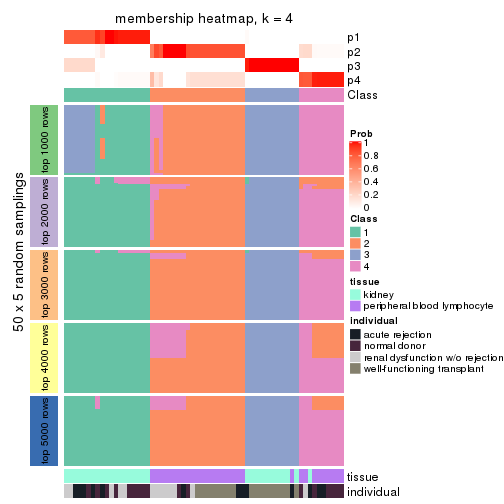 membership heatmap, k = 4
p1
p2
p3
p4
Class
50 x 5 random samplings
top 1000 rows
top 2000 rows
top 3000 rows
top 4000 rows
top 5000 rows
Prob
1
0.8
0.6
0.4
0.2
0
Class
1
2
3
4
tissue
kidney
peripheral blood lymphocyte
individual
acute rejection
normal donor
renal dysfunction w/o rejection
well-functioning transplant
tissue
individual